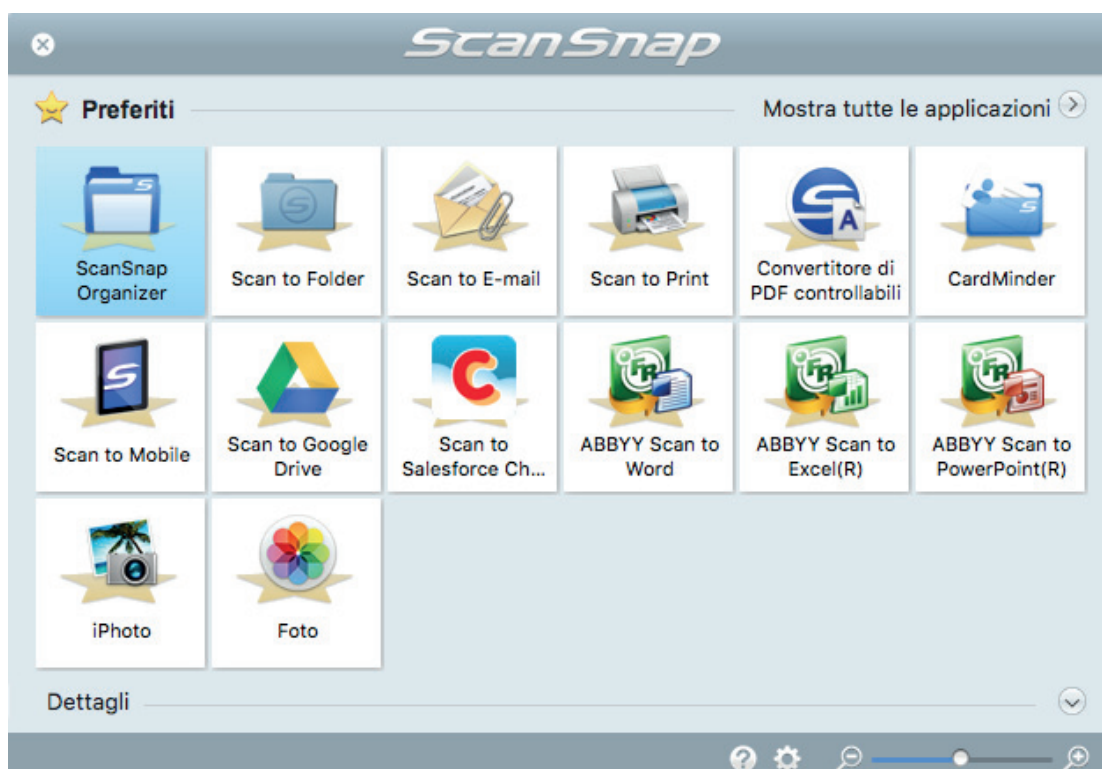 ScanSnap
Preferiti
Mostra tutte le applicazioni
ScanSnap
Organizer
Scan to Folder
Scan to E-mail
Scan to Print
Convertitore di
PDF controllabili
CardMinder
Scan to Mobile
Scan to Google
Drive
Scan to
Salesforce Ch...
ABBYY Scan to
Word
ABBYY Scan to
Excel(R)
ABBYY Scan to
PowerPoint(R)
iPhoto
Foto
Dettagli